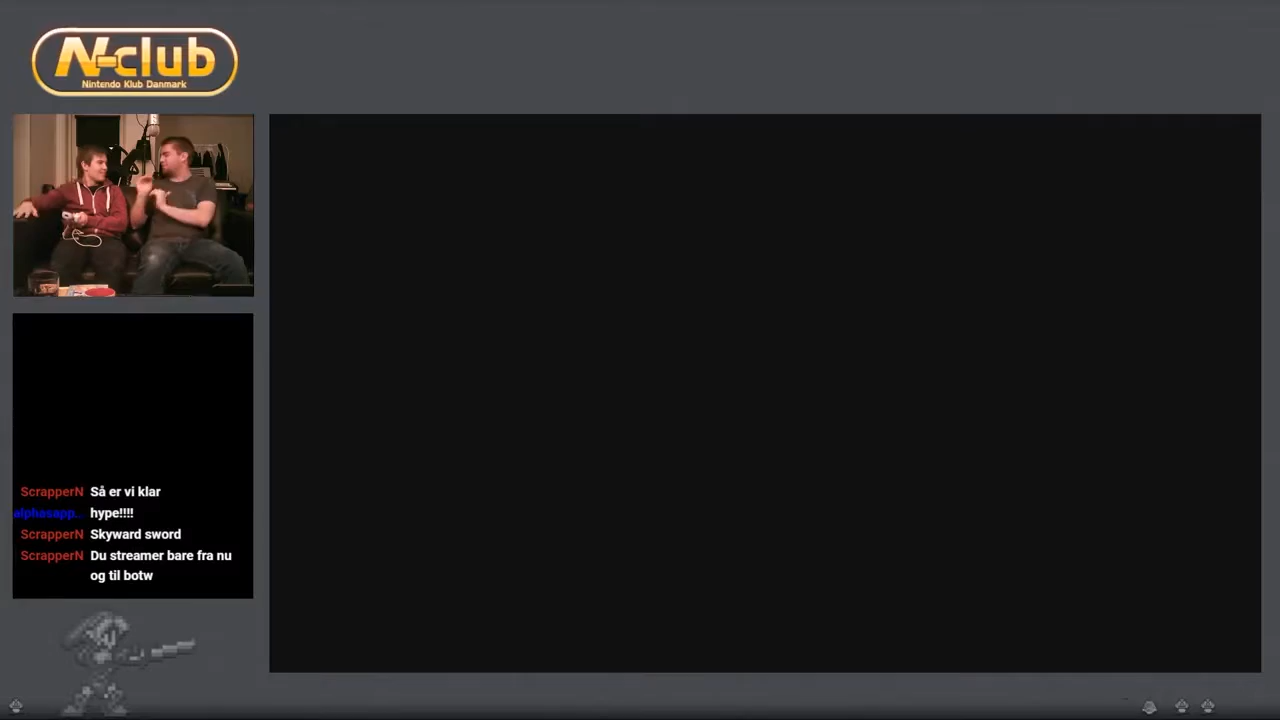 N-club
Nintendo Klub Danmark
ScrapperN Så er vi klar
alphasapp... hype!!!!
ScrapperN Skyward sword
ScrapperN Du streamer bare fra nu
og til botw